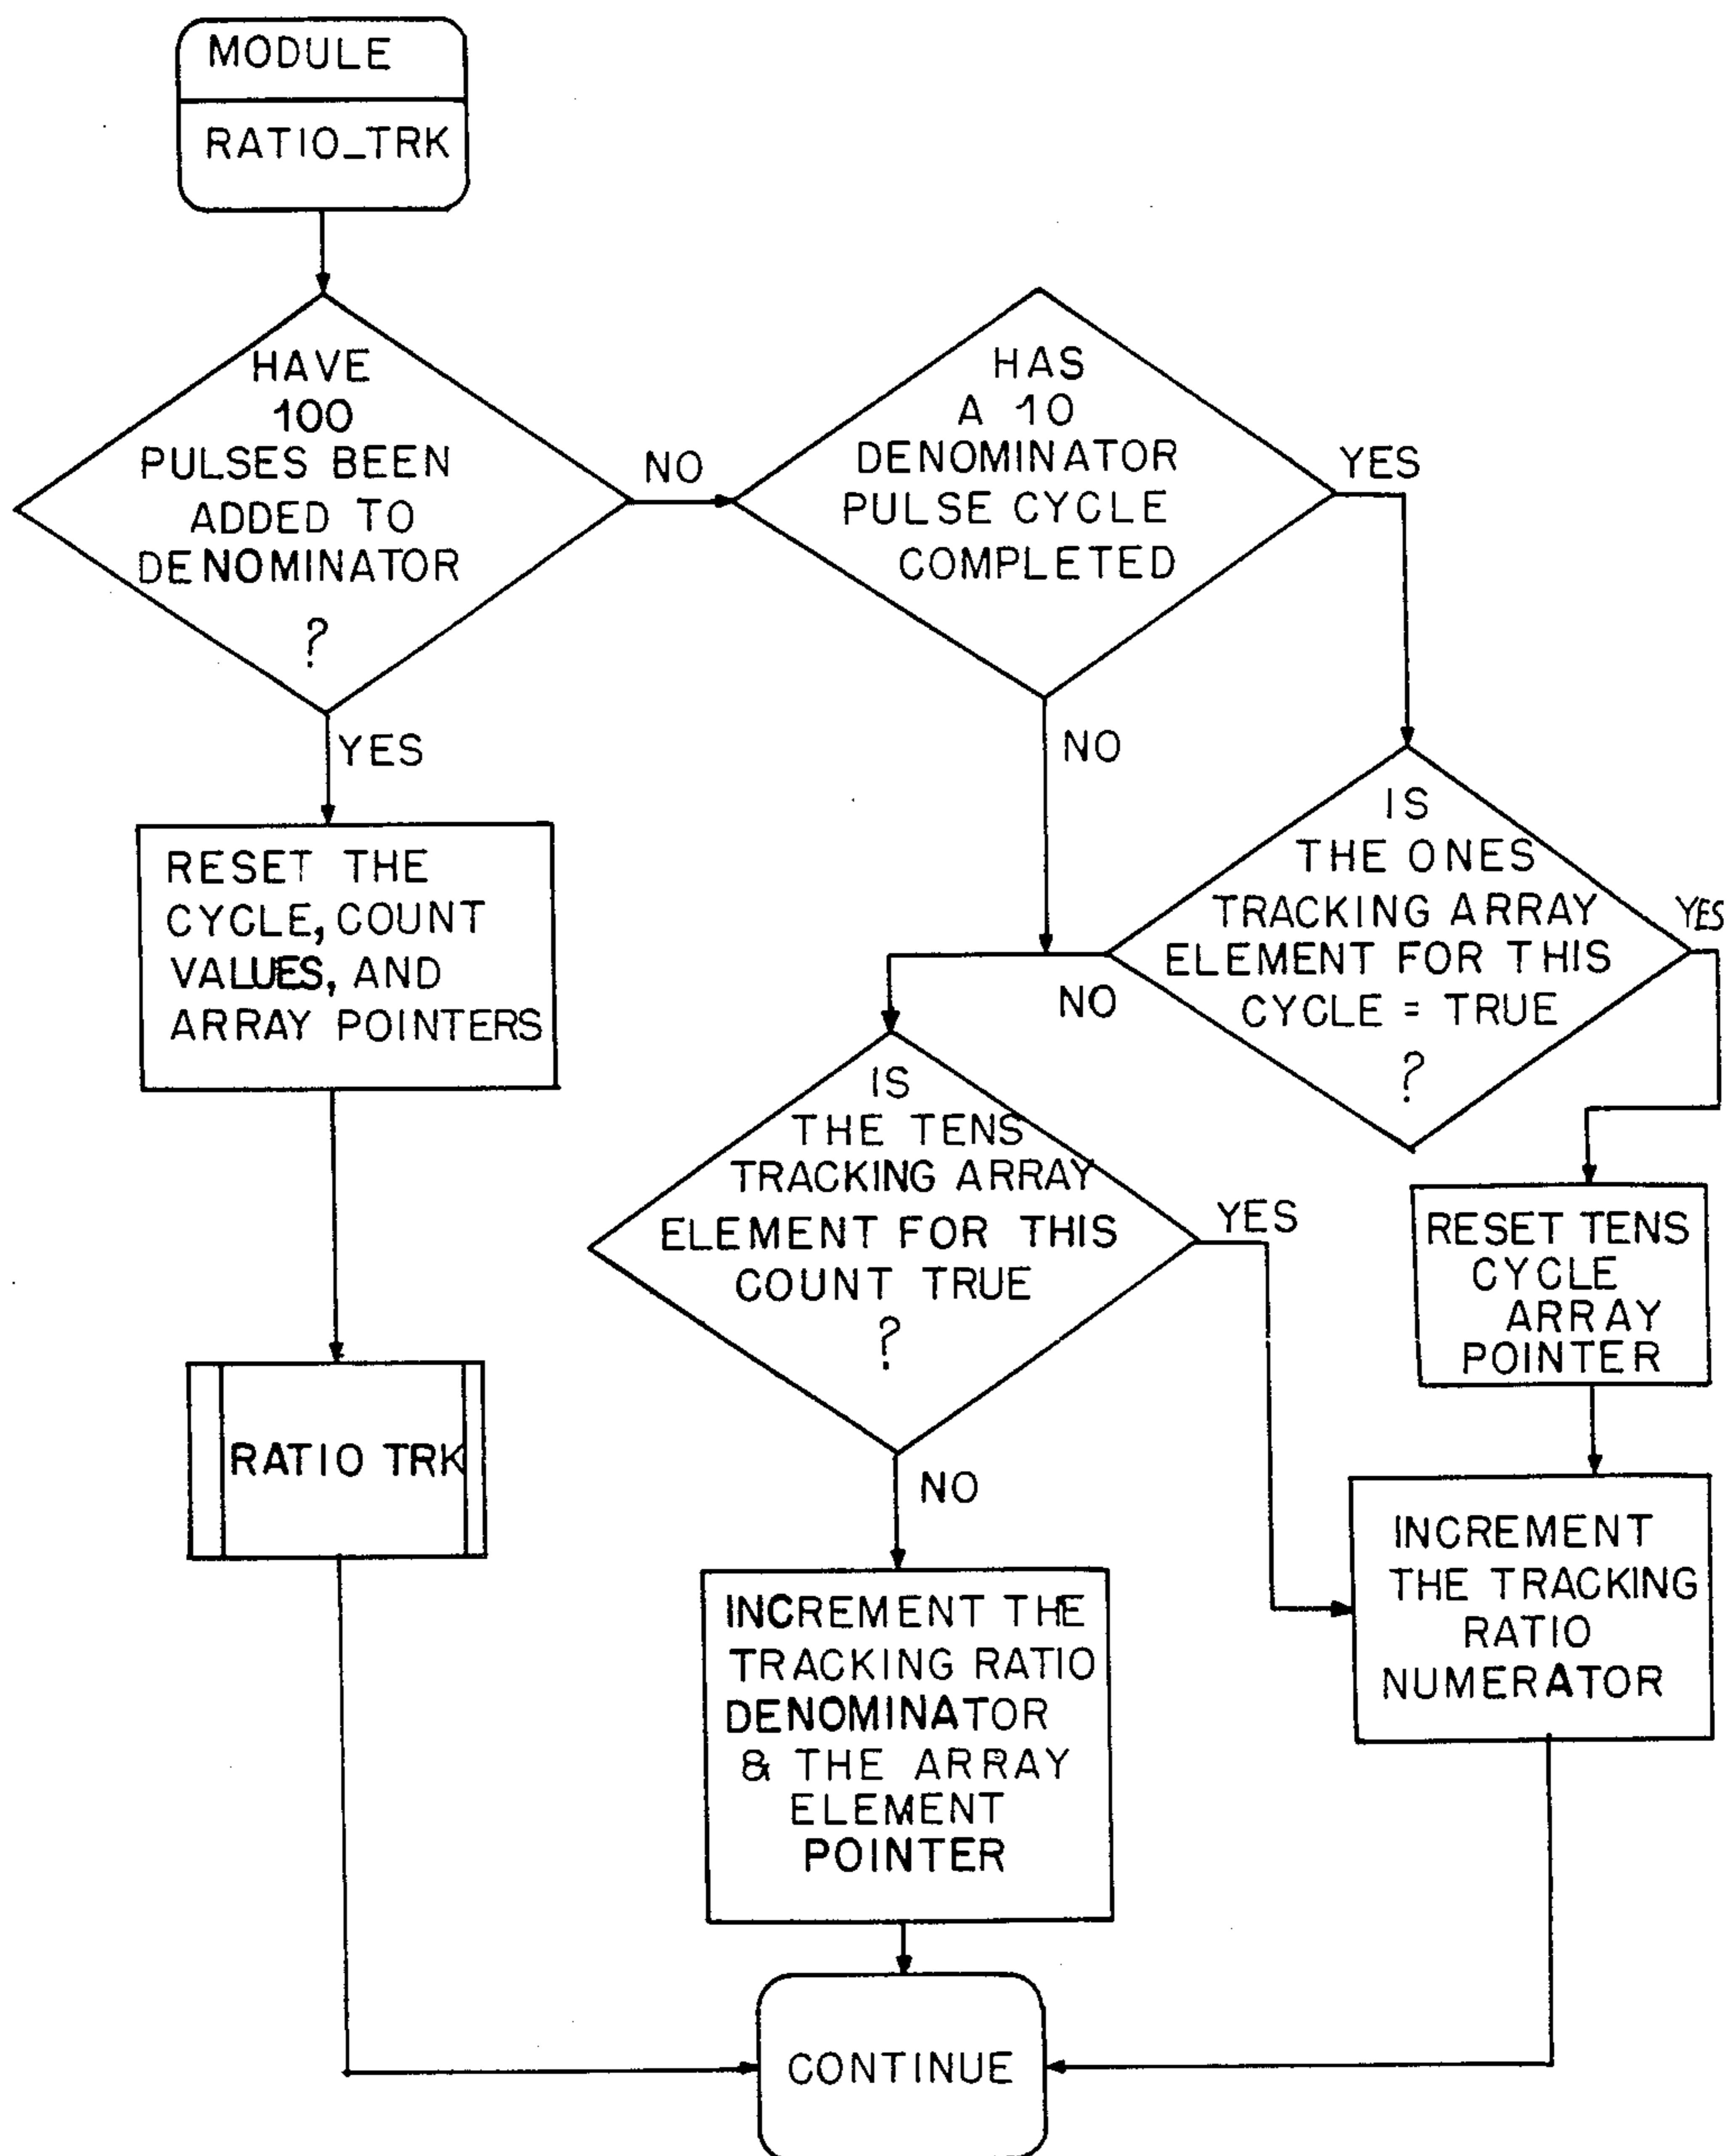 MODULE
RATIO_TRK
HAVE
100
PULSES BEEN
ADDED TO
DENOMINATOR
?
NO
YES
HAS
A 10
DENOMINATOR
PULSE CYCLE
COMPLETED
YES
NO
IS
THE ONES
TRACKING ARRAY
ELEMENT FOR THIS
CYCLE = TRUE
?
YES
NO
RESET THE
CYCLE, COUNT
VALUES, AND
ARRAY POINTERS
IS
THE TENS
TRACKING ARRAY
ELEMENT FOR THIS
COUNT TRUE
?
YES
NO
RESET TENS
CYCLE
ARRAY
POINTER
RATIO TRK
INCREMENT
THE TRACKING
RATIO
NUMERATOR
INCREMENT THE
TRACKING RATIO
DENOMINATOR
& THE ARRAY
ELEMENT
POINTER
CONTINUE